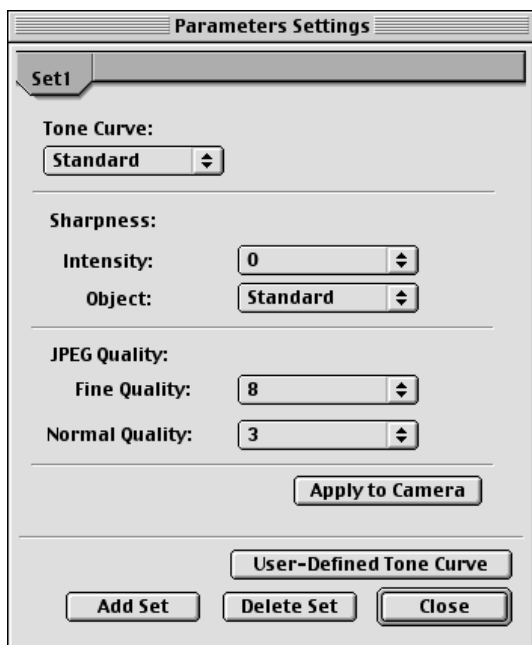 Parameters Settings
Set1
Tone Curve:
Standard
Sharpness:
Intensity: 0
Object: Standard
JPEG Quality:
Fine Quality: 8
Normal Quality: 3
Apply to Camera
User-Defined Tone Curve
Add Set Delete Set Close